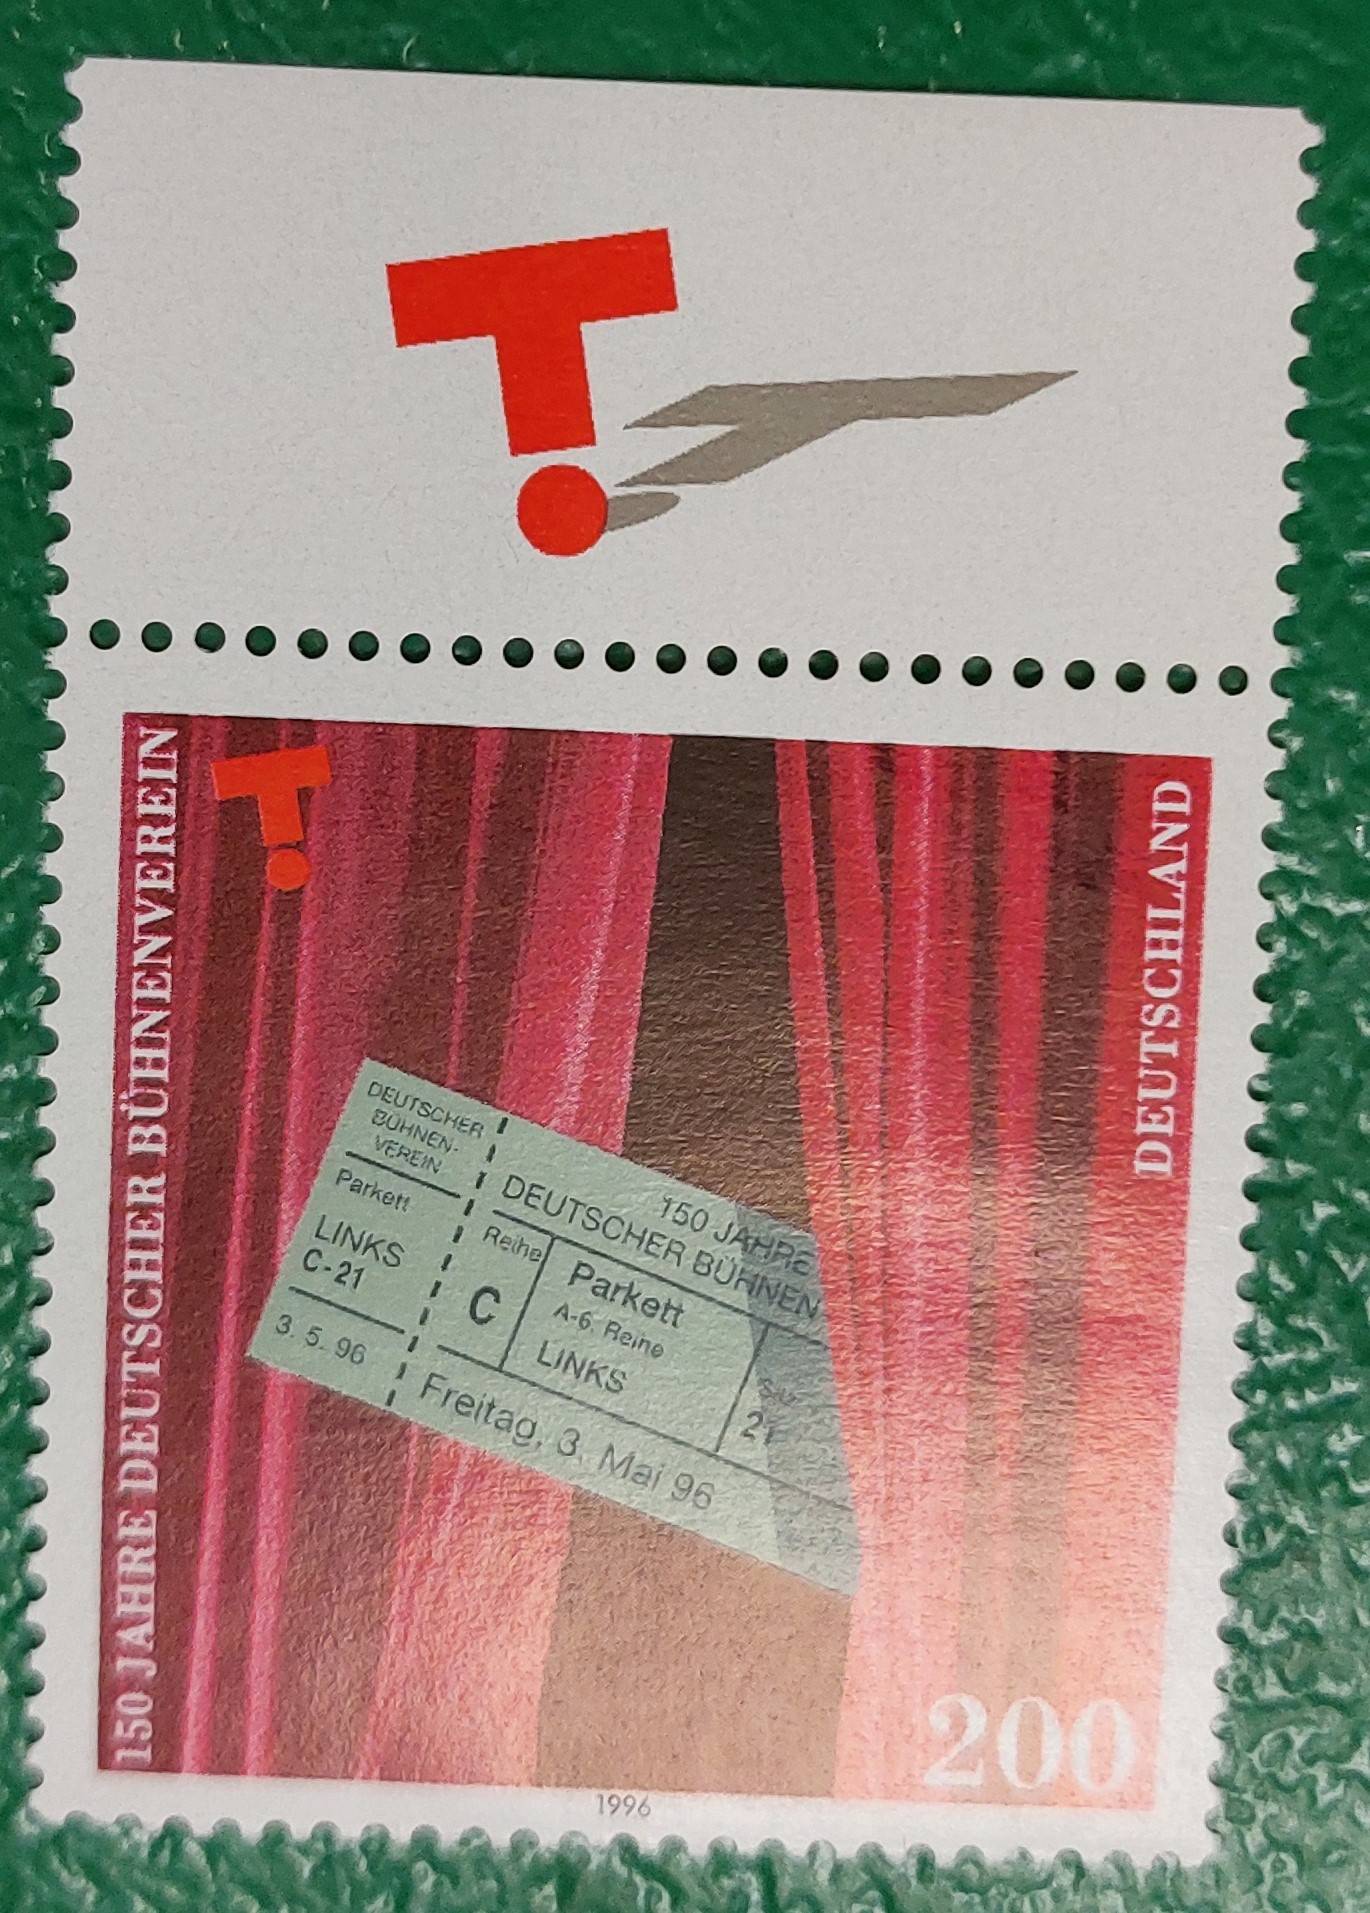 T.
150 JAHRE DEUTSCHER BÜHNENVEREIN
T.
DEUTSCHLAND
DEUTSCHER
BÜHNEN-
VEREIN
Parkett
LINKS
C-21
3. 5. 96
150 JAHRE
DEUTSCHER BÜHNEN
Reihe
C
Parkett
A-6. Reihe
LINKS
Freitag, 3. Mai 96
200
1996